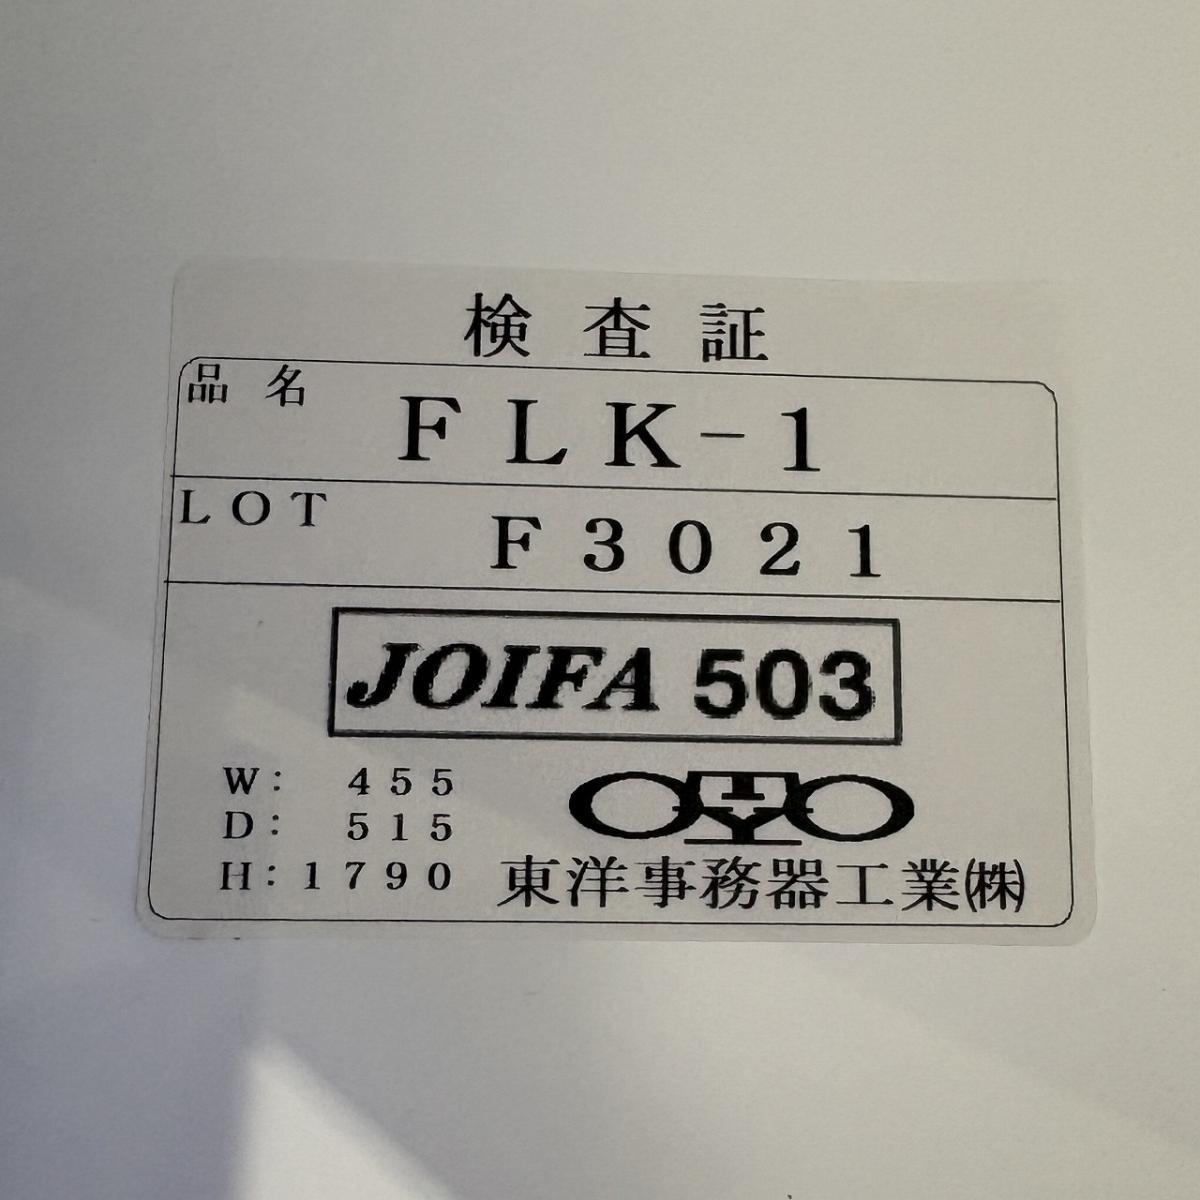 検査証
品名 FLK-1
LOT F3021
JOIFA 503
W: 455
D: 515
H:1790
TOYO
東洋事務器工業㈱